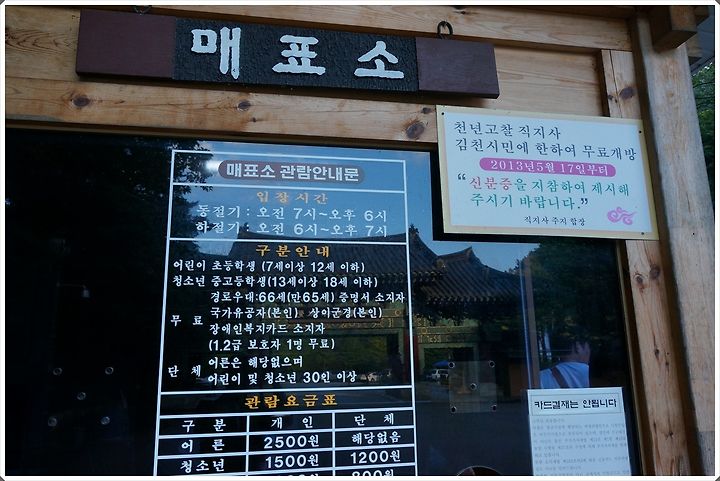 매표소
천년고찰 직지사
김천시민에 한하여 무료개방
2013년5월 17일부터
“신분증을 지참하여 제시해
주시기 바랍니다.”
직지사 주지 합장
매표소 관람안내문
입장시간
동절기 : 오전 7시~오후 6시
하절기 : 오전 6시~오후 7시
구분안내
어린이 초등학생 (7세이상 12세 이하)
청소년 중고등학생(13세이상 18세 이하)
경로우대:66세(만65세) 증명서 소지자
무료 국가유공자(본인) 상이군경(본인)
장애인복지카드 소지자
(1.2급 보호자 1명 무료)
단체 어른은 해당없으며
어린이 및 청소년 30인 이상
관람요금표
구분 개인 단체
어른 2500원 해당없음
청소년 1500원 1200원
800원
카드결재는 안됩니다